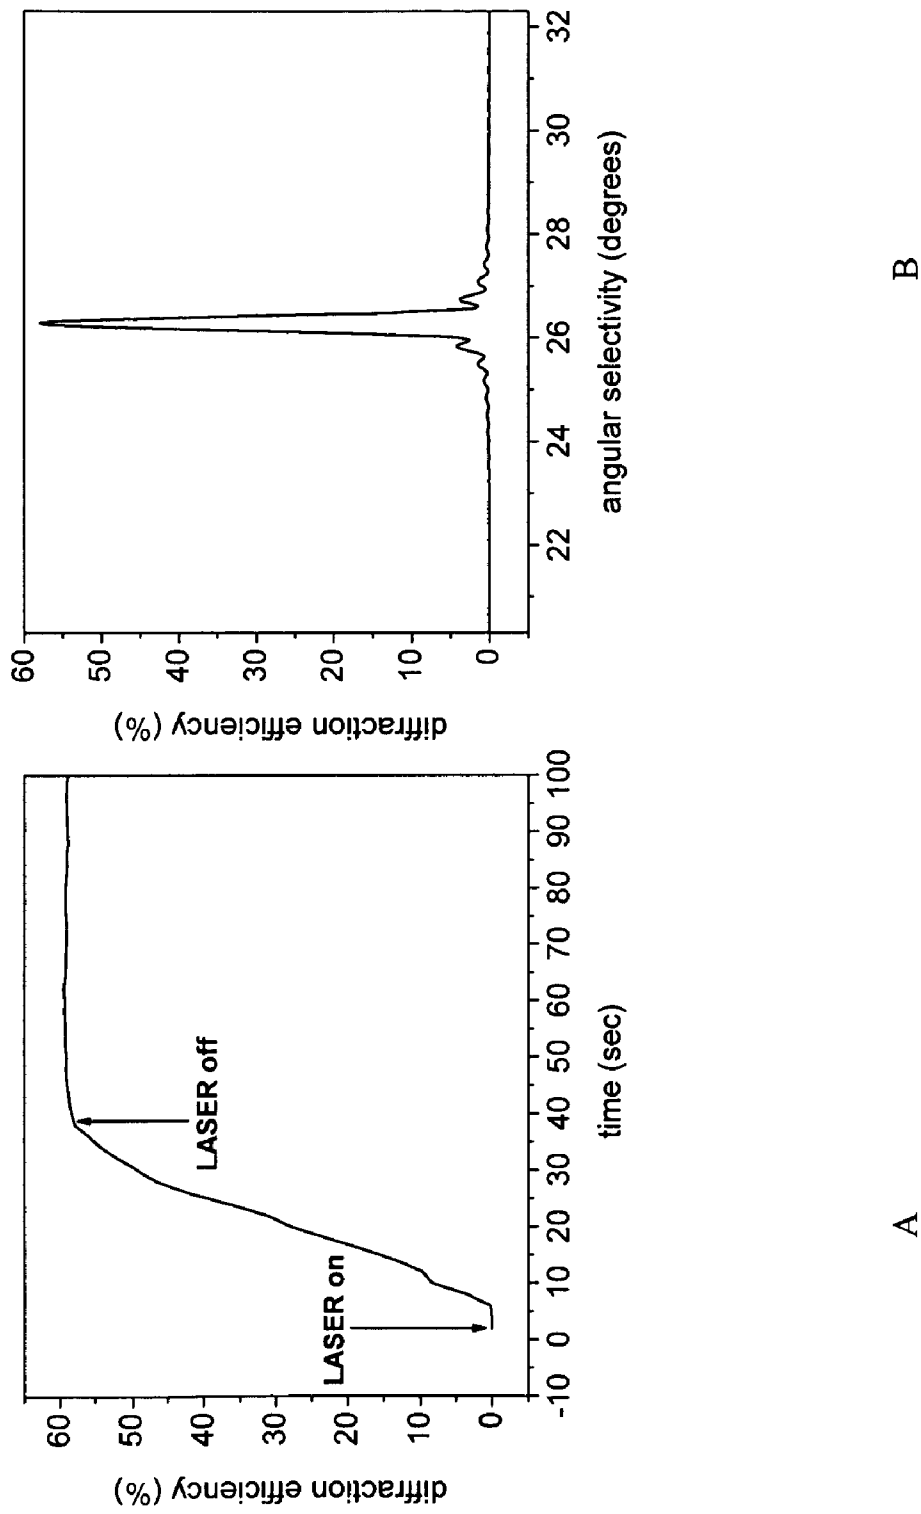 60
50
40
30
20
10
0
diffraction efficiency (%)
LASER on
LASER off
-10 0 10 20 30 40 50 60 70 80 90 100
time (sec)
A
60
50
40
30
20
10
0
diffraction efficiency (%)
22 24 26 28 30 32
angular selectivity (degrees)
B